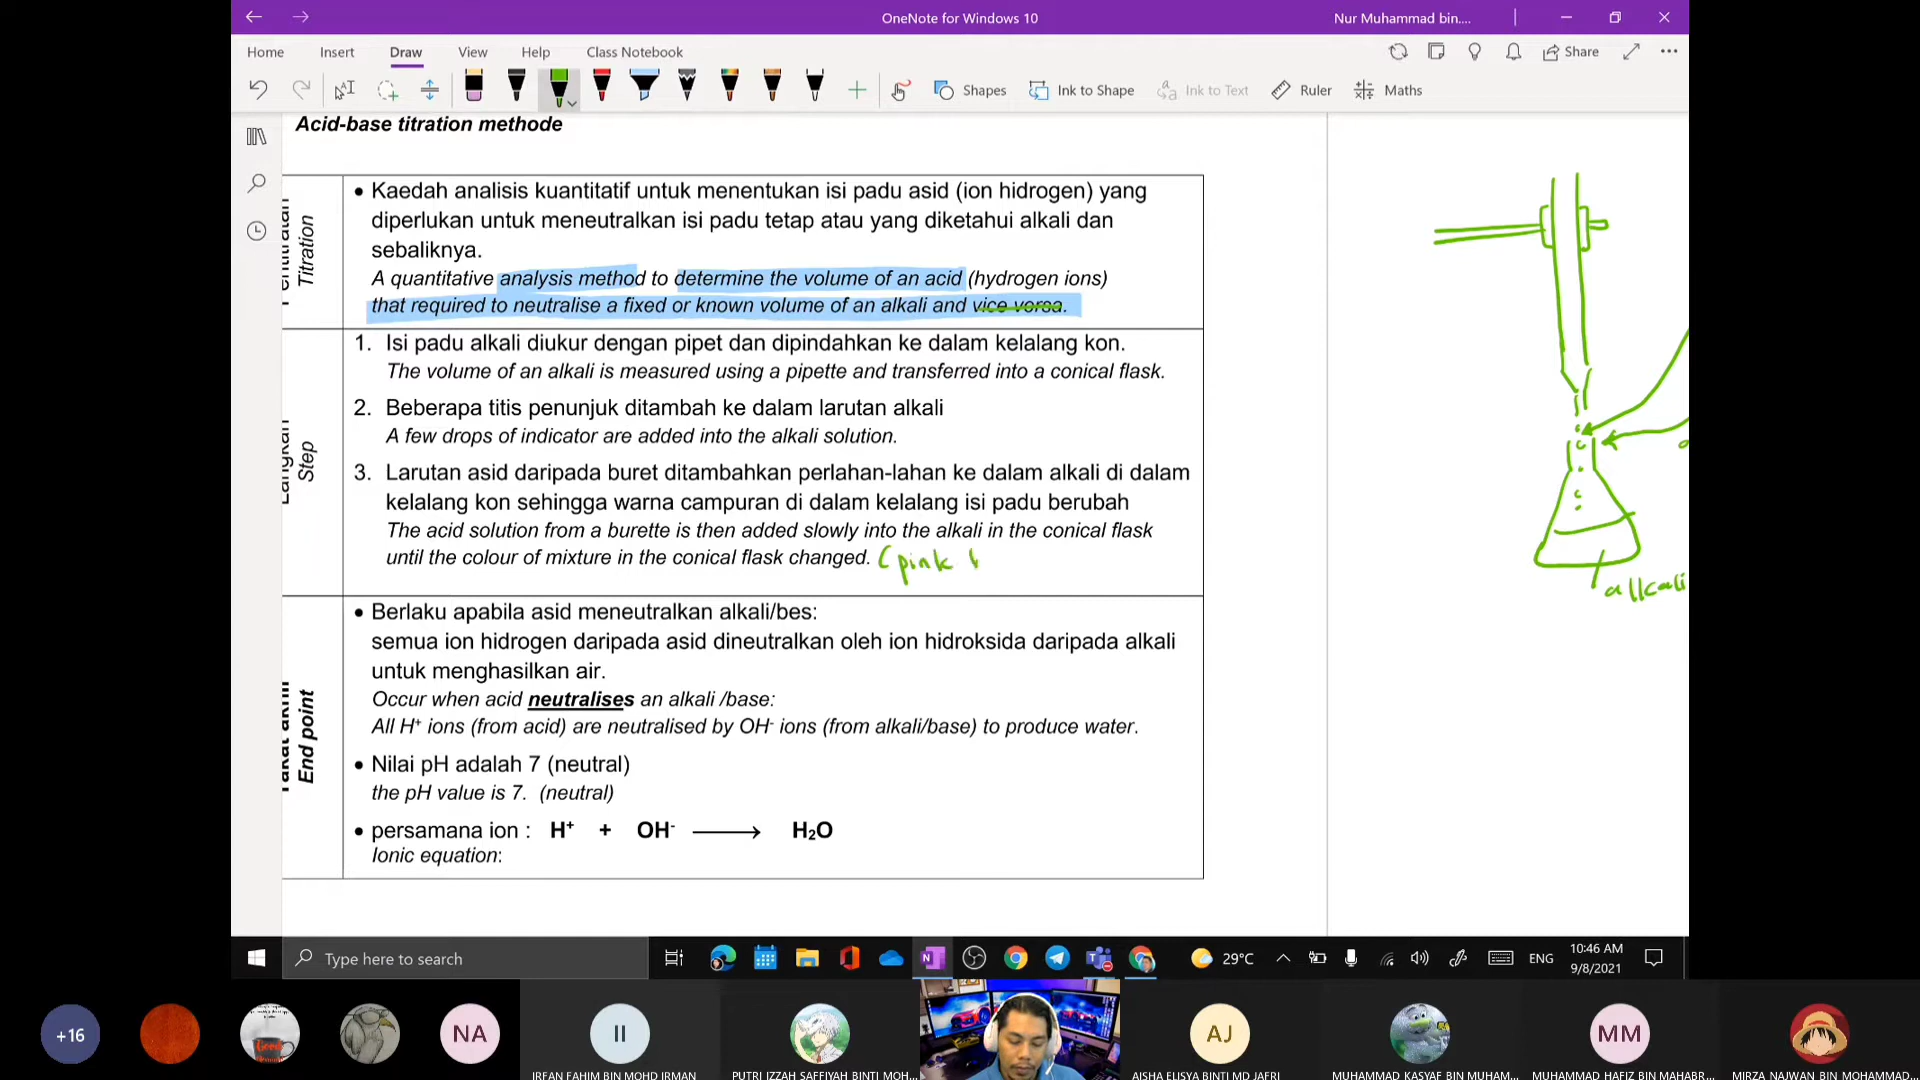 OneNote for Windows 10
Nur Muhammad bin....
Home Insert Draw View Help Class Notebook
Share
Shapes Ink to Shape Ink to Text Ruler Maths
Acid-base titration methode
Titration
• Kaedah analisis kuantitatif untuk menentukan isi padu asid (ion hidrogen) yang
diperlukan untuk meneutralkan isi padu tetap atau yang diketahui alkali dan
sebaliknya.
A quantitative analysis method to determine the volume of an acid (hydrogen ions)
that required to neutralise a fixed or known volume of an alkali and vice versa.
Step
1. Isi padu alkali diukur dengan pipet dan dipindahkan ke dalam kelalang kon.
The volume of an alkali is measured using a pipette and transferred into a conical flask.
2. Beberapa titis penunjuk ditambah ke dalam larutan alkali
A few drops of indicator are added into the alkali solution.
3. Larutan asid daripada buret ditambahkan perlahan-lahan ke dalam alkali di dalam
kelalang kon sehingga warna campuran di dalam kelalang isi padu berubah
The acid solution from a burette is then added slowly into the alkali in the conical flask
until the colour of mixture in the conical flask changed. (pink
alkali
End point
• Berlaku apabila asid meneutralkan alkali/bes:
semua ion hidrogen daripada asid dineutralkan oleh ion hidroksida daripada alkali
untuk menghasilkan air.
Occur when acid neutralises an alkali /base:
All H⁺ ions (from acid) are neutralised by OH⁻ ions (from alkali/base) to produce water.
• Nilai pH adalah 7 (neutral)
the pH value is 7. (neutral)
• persamana ion : H⁺ + OH⁻ ⟶ H₂O
Ionic equation:
Type here to search
29°C
ENG
10:46 AM
9/8/2021
+16
NA
II
AJ
MM
IRFAN FAHIM BIN MOHD IRMAN
PUTRI IZZAH SAFFIYAH BINTI MOH...
AISHA ELISYA BINTI MD JAFRI
MUHAMMAD KASYAF BIN MUHAM...
MUHAMMAD HAFIZ BIN MAHABR...
MIRZA NAJWAN BIN MOHAMMAD...